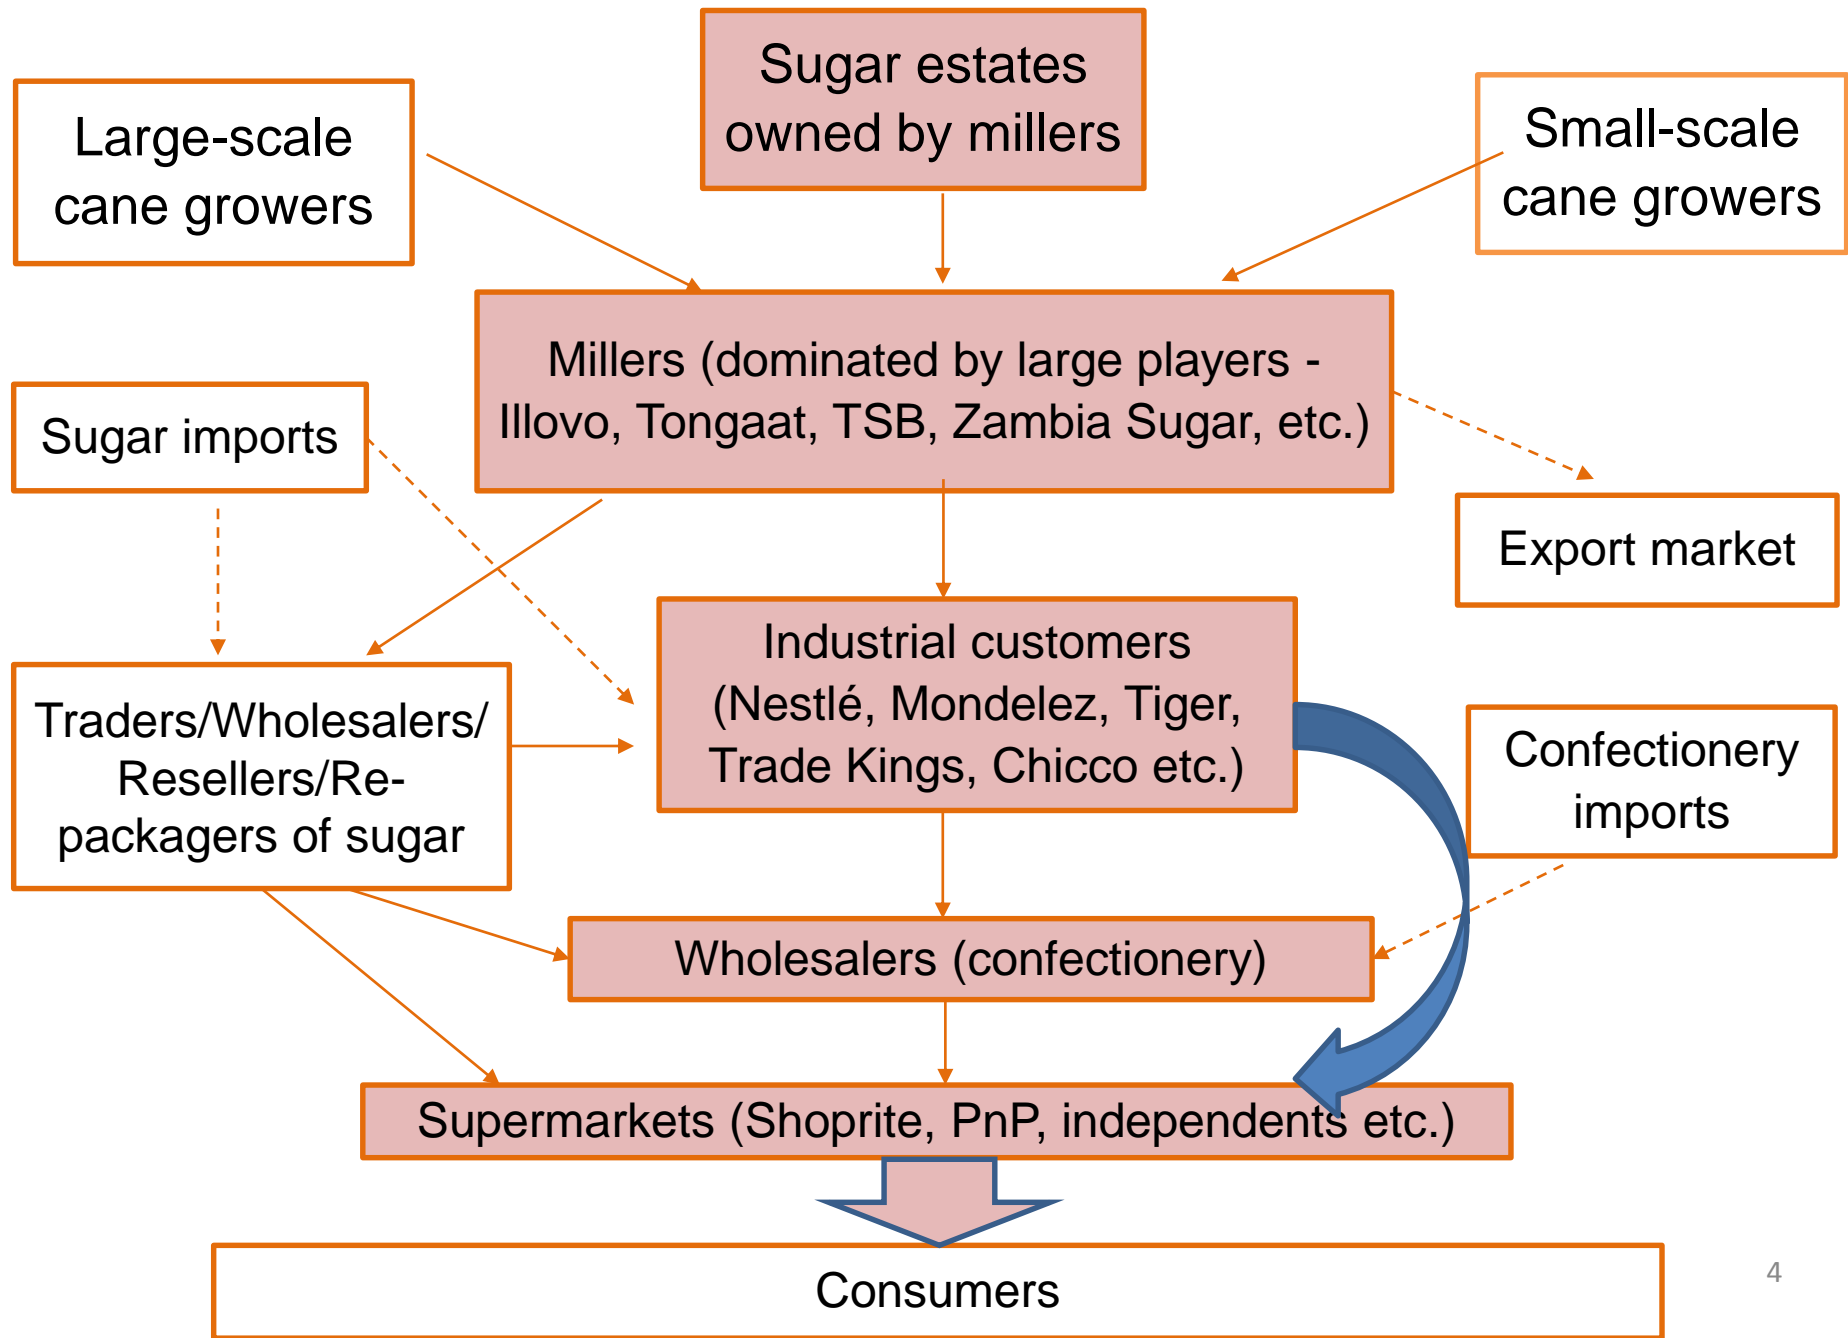 Sugar estates
owned by millers
Large-scale
cane growers
Small-scale
cane growers
Millers (dominated by large players -
Illovo, Tongaat, TSB, Zambia Sugar, etc.)
Sugar imports
Export market
Industrial customers
(Nestlé, Mondelez, Tiger,
Trade Kings, Chicco etc.)
Traders/Wholesalers/
Resellers/Re-
packagers of sugar
Confectionery
imports
Wholesalers (confectionery)
Supermarkets (Shoprite, PnP, independents etc.)
Consumers
4